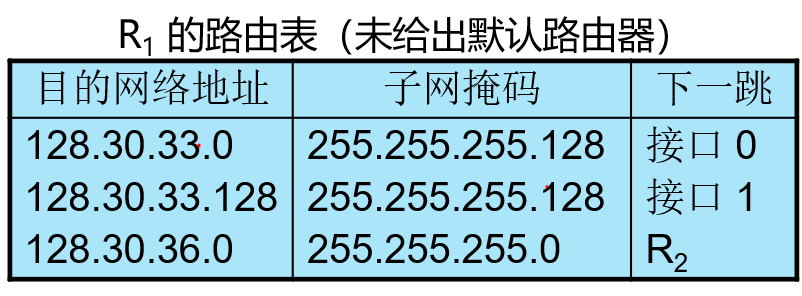 R₁ 的路由表（未给出默认路由器）
目的网络地址 子网掩码 下一跳
128.30.33.0 255.255.255.128 接口 0
128.30.33.128 255.255.255.128 接口 1
128.30.36.0 255.255.255.0 R₂